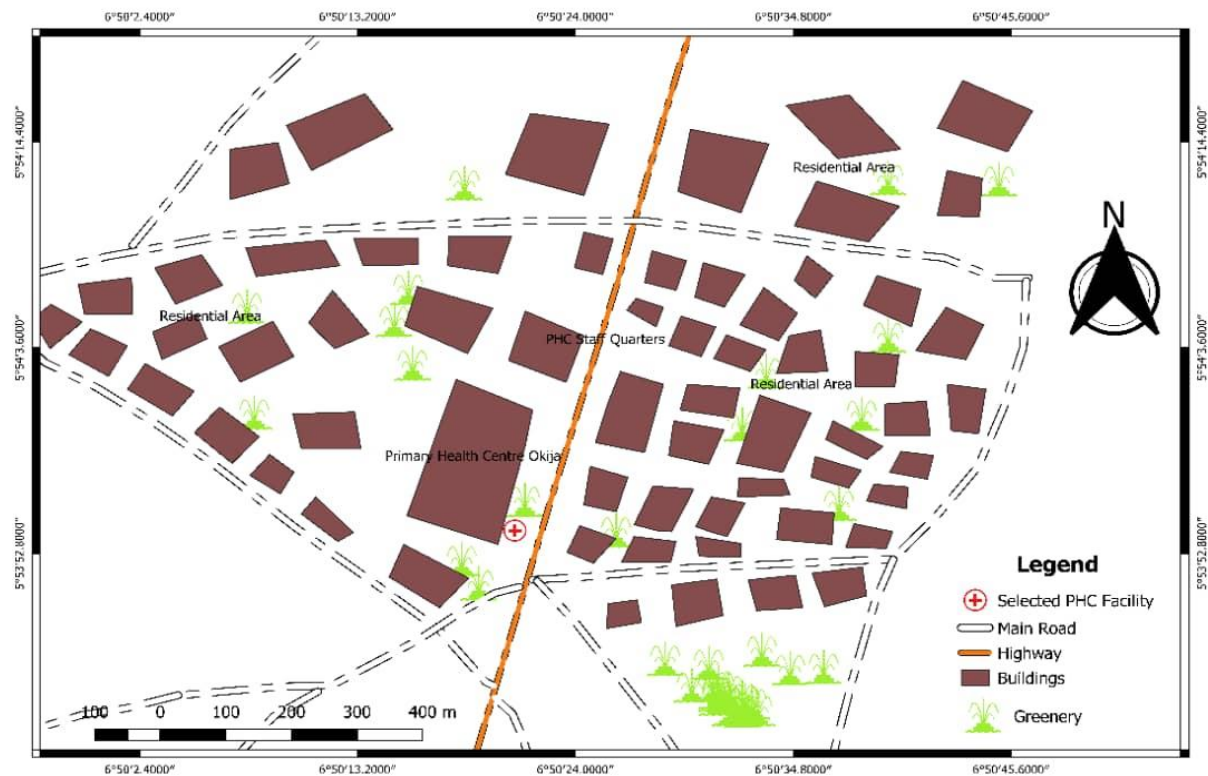 6°50'2.4000" 6°50'13.2000" 6°50'24.0000" 6°50'34.8000" 6°50'45.6000"
5°54'14.4000" 5°54'14.4000"
Residential Area
N
Residential Area
5°54'3.6000" PHC Staff Quarters 5°54'3.6000"
Residential Area
Primary Health Centre Okija
5°53'52.8000" 5°53'52.8000"
Legend
Selected PHC Facility
Main Road
Highway
Buildings
Greenery
100 0 100 200 300 400 m
6°50'2.4000" 6°50'13.2000" 6°50'24.0000" 6°50'34.8000" 6°50'45.6000"